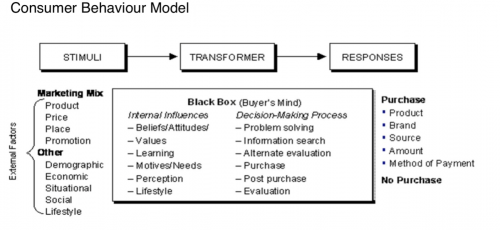 Consumer Behaviour Model
STIMULI
TRANSFORMER
RESPONSES
External Factors
Marketing Mix
Product
Price
Place
Promotion
Other
Demographic
Economic
Situational
Social
Lifestyle
Black Box (Buyer's Mind)
Internal Influences
– Beliefs/Attitudes/
– Values
– Learning
– Motives/Needs
– Perception
– Lifestyle
Decision-Making Process
– Problem solving
– Information search
– Alternate evaluation
– Purchase
– Post purchase
– Evaluation
Purchase
• Product
• Brand
• Source
• Amount
• Method of Payment
No Purchase